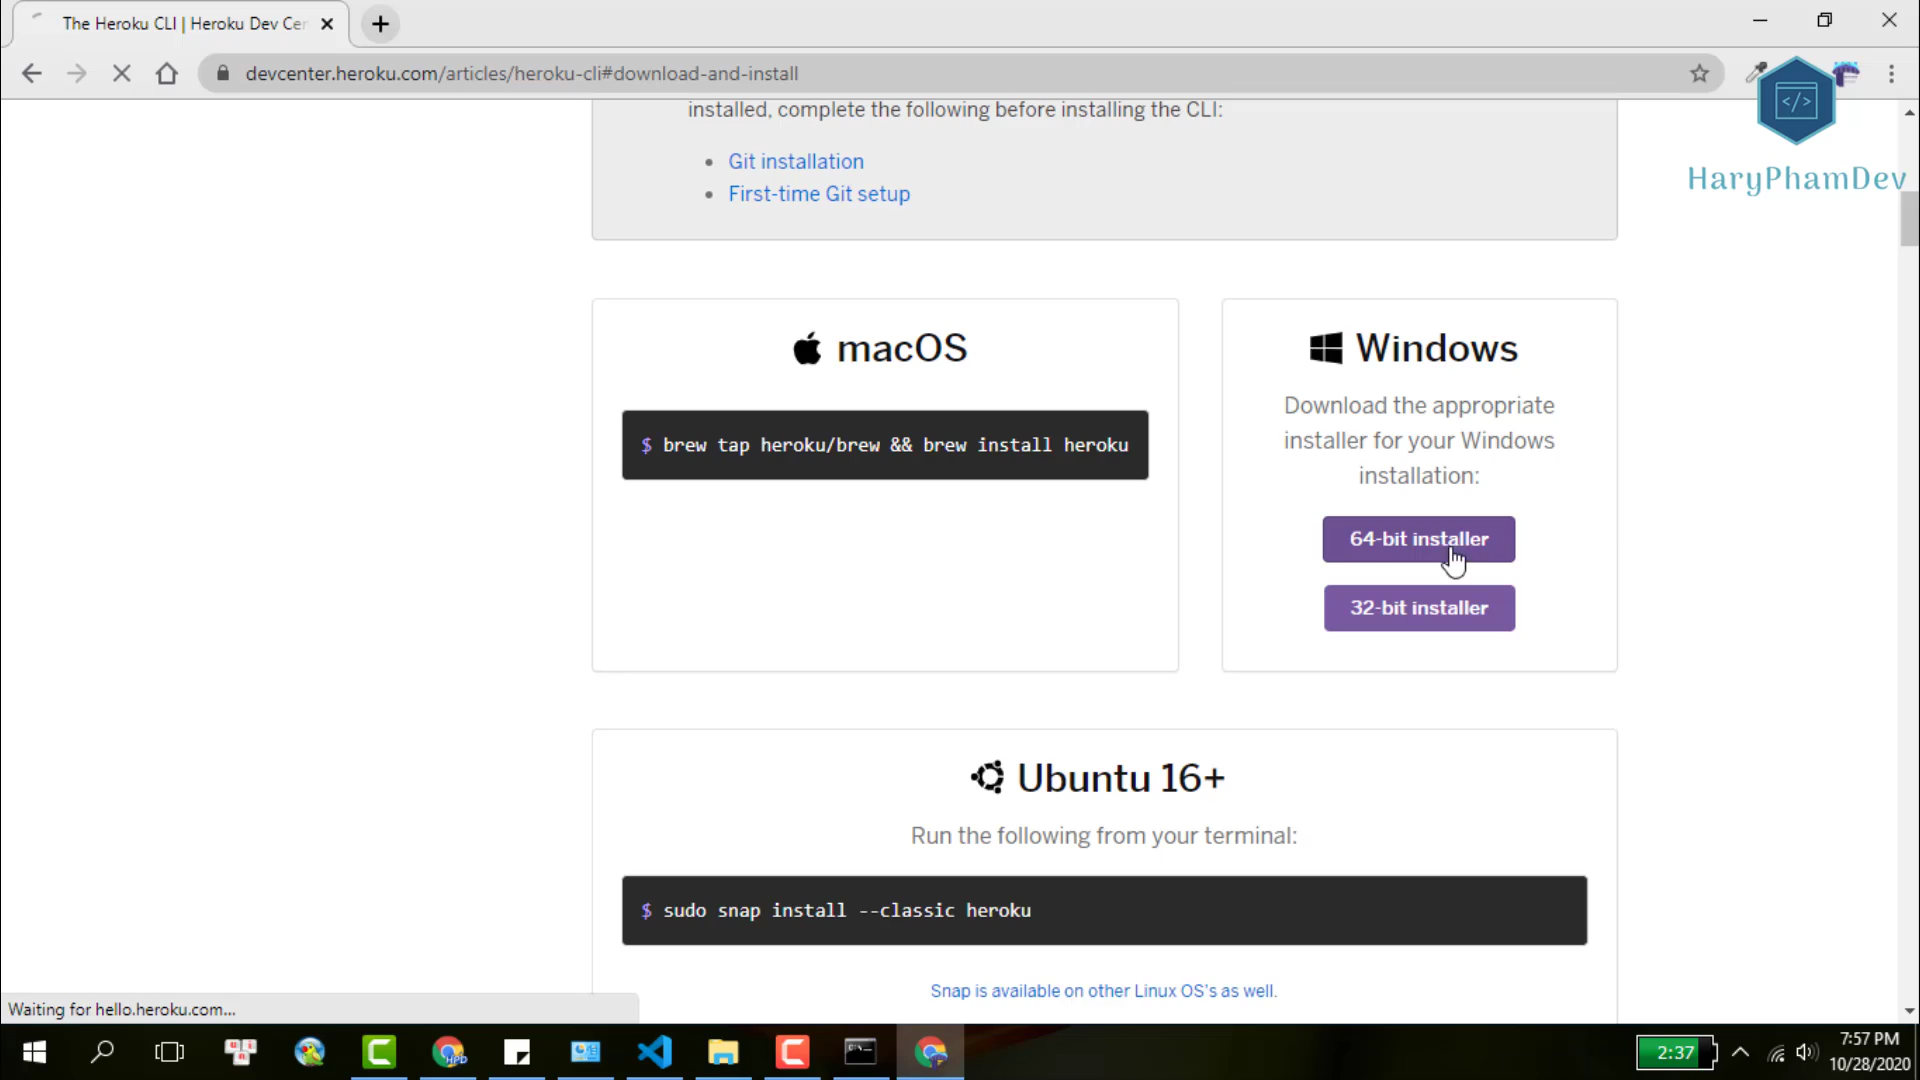 The Heroku CLI | Heroku Dev Cen
devcenter.heroku.com/articles/heroku-cli#download-and-install
</>
HaryPhamDev
installed, complete the following before installing the CLI:
• Git installation
• First-time Git setup
macOS
$ brew tap heroku/brew && brew install heroku
Windows
Download the appropriate
installer for your Windows
installation:
64-bit installer
32-bit installer
Ubuntu 16+
Run the following from your terminal:
$ sudo snap install --classic heroku
Snap is available on other Linux OS's as well.
Waiting for hello.heroku.com...
HPD
2:37
7:57 PM
10/28/2020